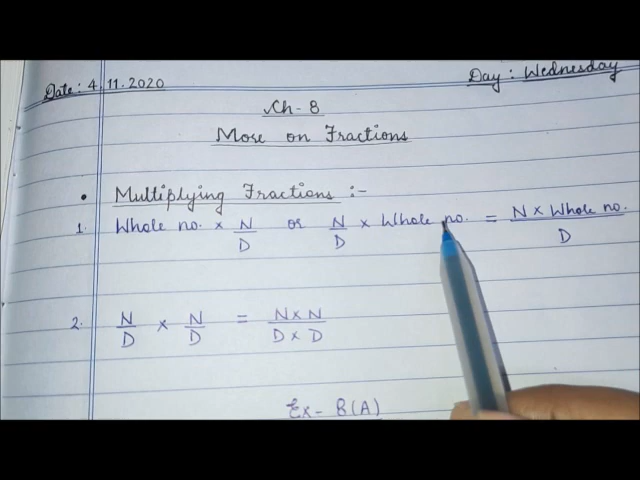 Date: 4.11.2020 Day: Wednesday
Ch-8
More on Fractions
• Multiplying Fractions :-
1. Whole no. × N/D or N/D × Whole no. = N × Whole no./D
2. N/D × N/D = N×N/D×D
Ex-8(A)